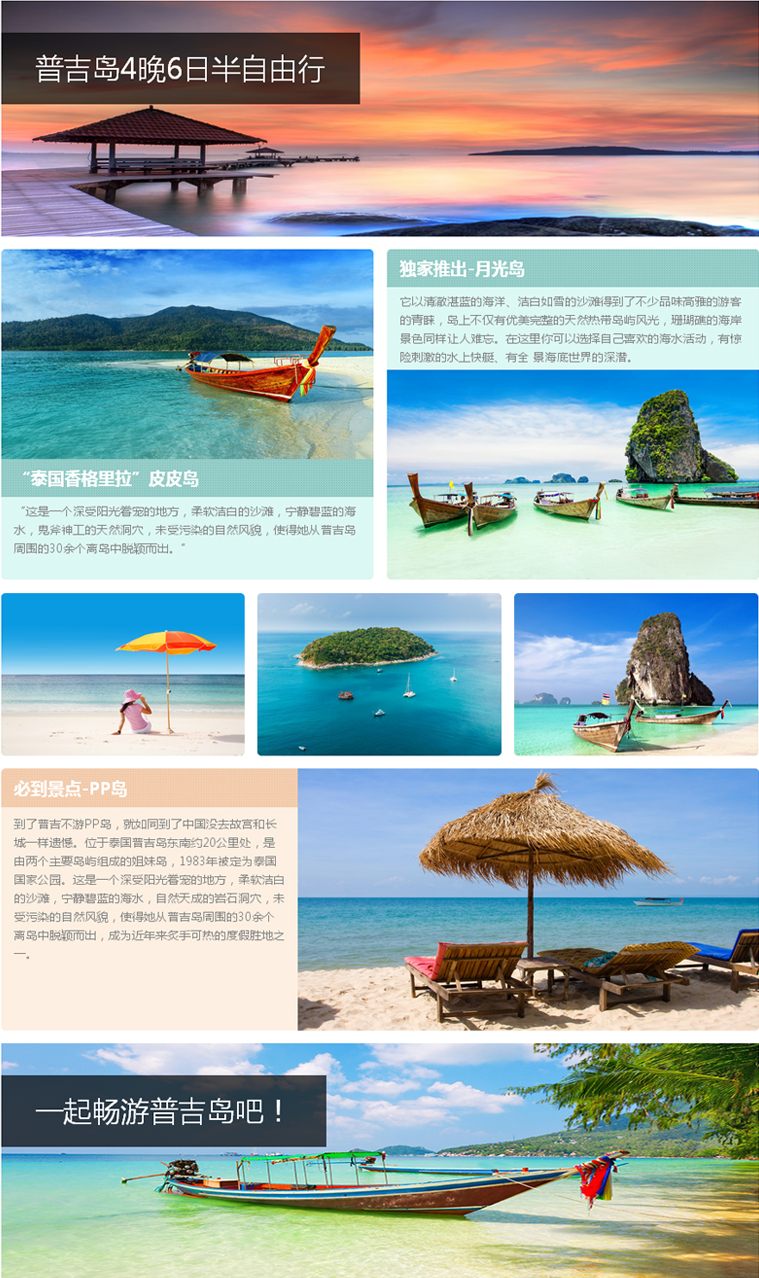 普吉岛4晚6日半自由行
独家推出-月光岛
它以清澈湛蓝的海洋、洁白如雪的沙滩得到了不少品味高雅的游客
的青睐，岛上不仅有优美完整的天然热带岛屿风光，珊瑚礁的海岸
景色同样让人难忘。在这里你可以选择自己喜欢的海水活动，有惊
险刺激的水上快艇、有全 景海底世界的深潜。
“泰国香格里拉”皮皮岛
“这是一个深受阳光眷宠的地方，柔软洁白的沙滩，宁静碧蓝的海
水，鬼斧神工的天然洞穴，未受污染的自然风貌，使得她从普吉岛
周围的30余个离岛中脱颖而出。”
必到景点-PP岛
到了普吉不游PP岛，就如同到了中国没去故宫和长
城一样遗憾。位于泰国普吉岛东南约20公里处，是
由两个主要岛屿组成的姐妹岛，1983年被定为泰国
国家公园。这是一个深受阳光眷宠的地方，柔软洁白
的沙滩，宁静碧蓝的海水，自然天成的岩石洞穴，未
受污染的自然风貌，使得她从普吉岛周围的30余个
离岛中脱颖而出，成为近年来炙手可热的度假胜地之
一。
一起畅游普吉岛吧！